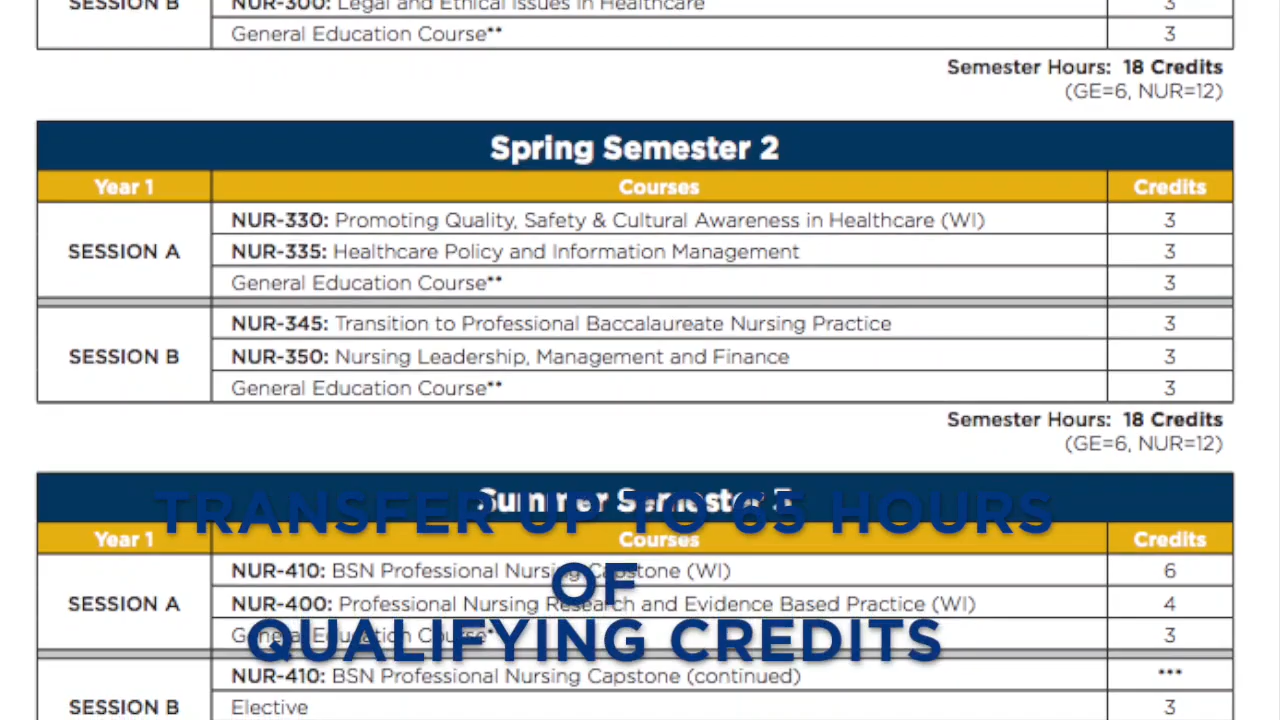 SESSION B
NUR-300: Legal and Ethical Issues in Healthcare 3
General Education Course** 3
Semester Hours: 18 Credits
(GE=6, NUR=12)
Spring Semester 2
Year 1 Courses Credits
NUR-330: Promoting Quality, Safety & Cultural Awareness in Healthcare (WI) 3
SESSION A NUR-335: Healthcare Policy and Information Management 3
General Education Course** 3
NUR-345: Transition to Professional Baccalaureate Nursing Practice 3
SESSION B NUR-350: Nursing Leadership, Management and Finance 3
General Education Course** 3
Semester Hours: 18 Credits
(GE=6, NUR=12)
Summer Semester 3
TRANSFER UP TO 65 HOURS
Year 1 Courses Credits
NUR-410: BSN Professional Nursing Capstone (WI) 6
OF
SESSION A NUR-400: Professional Nursing Research and Evidence Based Practice (WI) 4
General Education Course* 3
QUALIFYING CREDITS
NUR-410: BSN Professional Nursing Capstone (continued) ***
SESSION B Elective 3